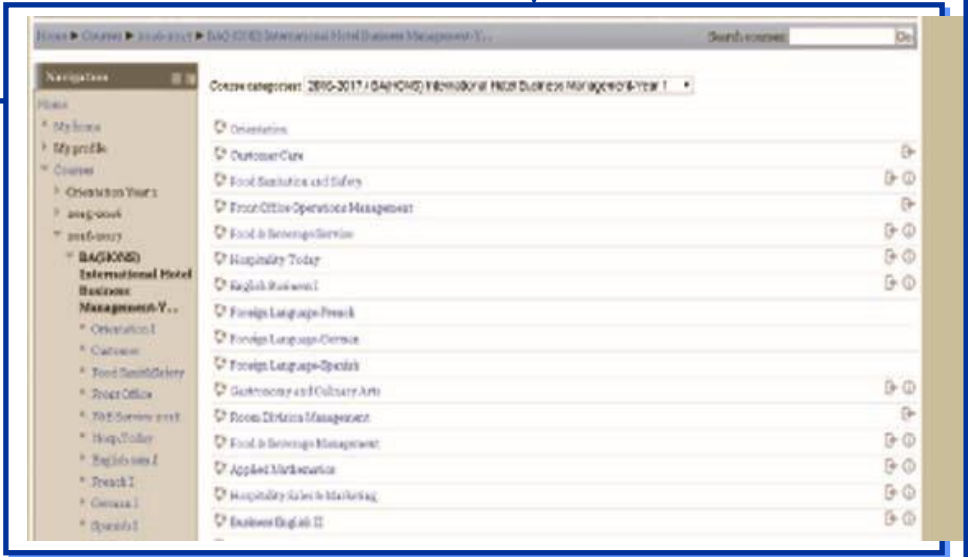 Home ► Courses ► 2016-2017 ► BA(HONS) International Hotel Business Management-Y...
Search courses: Go
Navigation
Home
My home
My profile
Courses
Orientation Year 1
2015-2016
2016-2017
BA(HONS)
International Hotel
Business
Management-Y...
Orientation I
Customer
Food Sanit&Safety
Front Office
F&B Service
Hosp.Today
English
French I
German I
Spanish I
Course categories: 2016-2017 / BA(HONS) International Hotel Business Management-Year 1
Orientation
Customer Care
Food Sanitation and Safety
Front Office Operations Management
Food & Beverage Service
Hospitality Today
English Business I
Foreign Language-French
Foreign Language-German
Foreign Language-Spanish
Gastronomy and Culinary Arts
Room Division Management
Food & Beverage Management
Applied Mathematics
Hospitality Sales & Marketing
Business English II